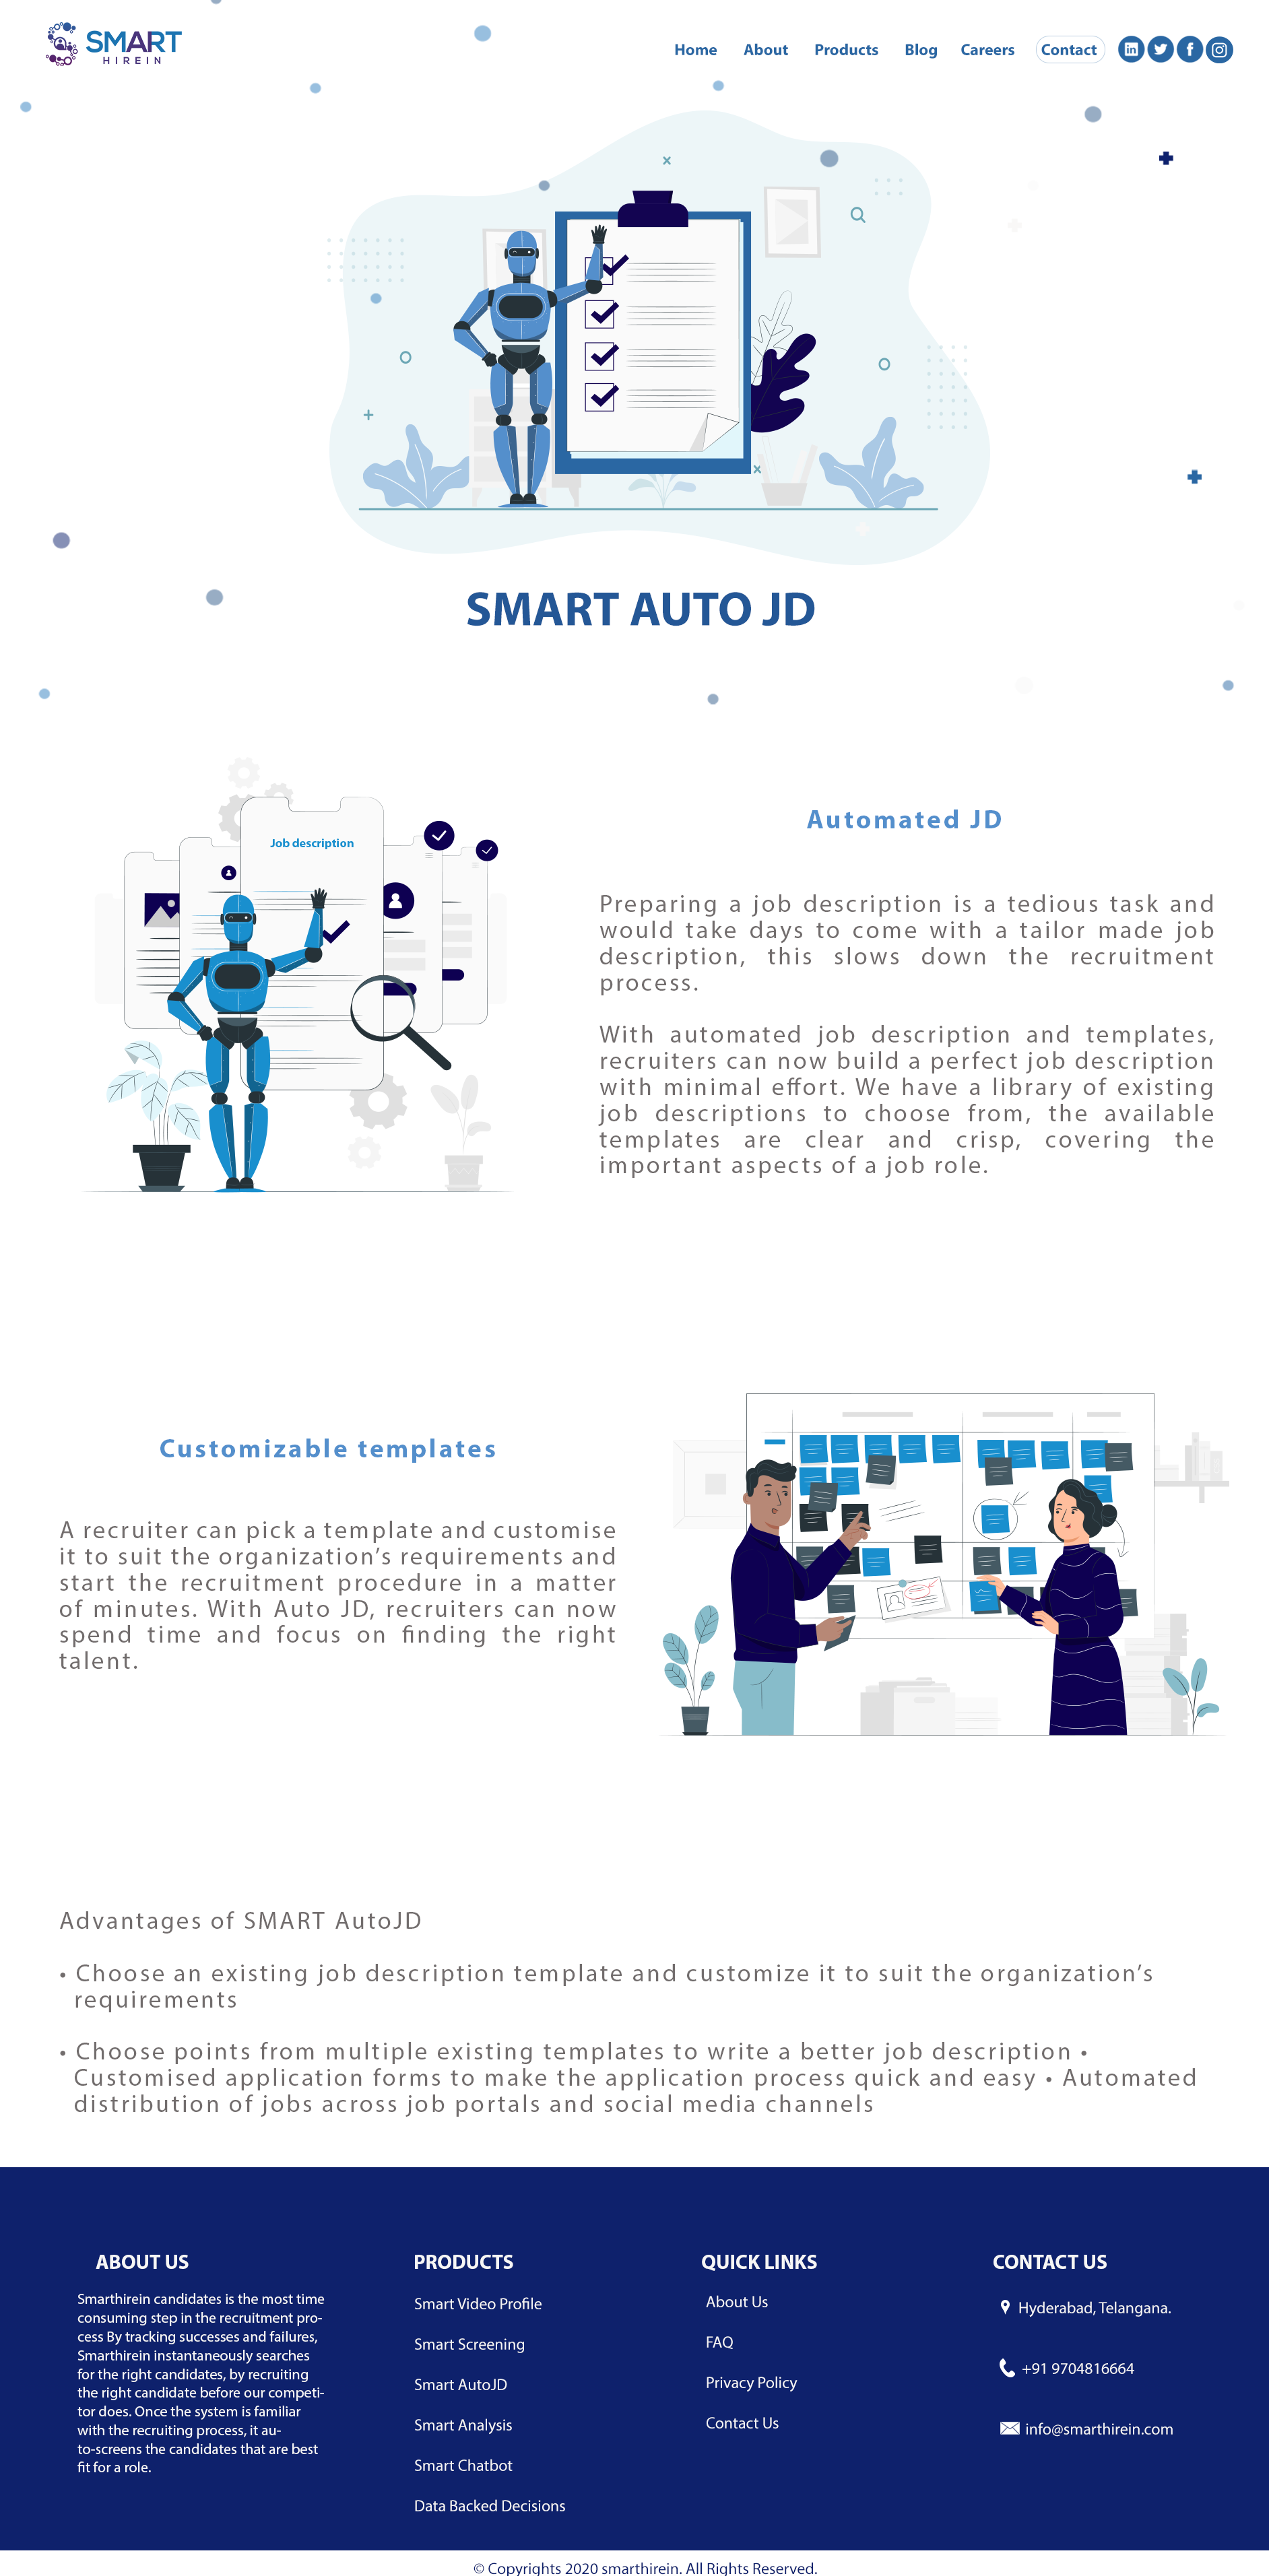 SMART
HIREIN
Home About Products Blog Careers Contact
SMART AUTO JD
Job description
Automated JD
Preparing a job description is a tedious task and
would take days to come with a tailor made job
description, this slows down the recruitment
process.
With automated job description and templates,
recruiters can now build a perfect job description
with minimal effort. We have a library of existing
job descriptions to choose from, the available
templates are clear and crisp, covering the
important aspects of a job role.
Customizable templates
A recruiter can pick a template and customise
it to suit the organization’s requirements and
start the recruitment procedure in a matter
of minutes. With Auto JD, recruiters can now
spend time and focus on finding the right
talent.
Advantages of SMART AutoJD
• Choose an existing job description template and customize it to suit the organization’s
requirements
• Choose points from multiple existing templates to write a better job description •
Customised application forms to make the application process quick and easy • Automated
distribution of jobs across job portals and social media channels
ABOUT US
Smarthirein candidates is the most time
consuming step in the recruitment pro-
cess By tracking successes and failures,
Smarthirein instantaneously searches
for the right candidates, by recruiting
the right candidate before our competi-
tor does. Once the system is familiar
with the recruiting process, it au-
to-screens the candidates that are best
fit for a role.
PRODUCTS
Smart Video Profile
Smart Screening
Smart AutoJD
Smart Analysis
Smart Chatbot
Data Backed Decisions
QUICK LINKS
About Us
FAQ
Privacy Policy
Contact Us
CONTACT US
Hyderabad, Telangana.
+91 9704816664
info@smarthirein.com
© Copyrights 2020 smarthirein. All Rights Reserved.